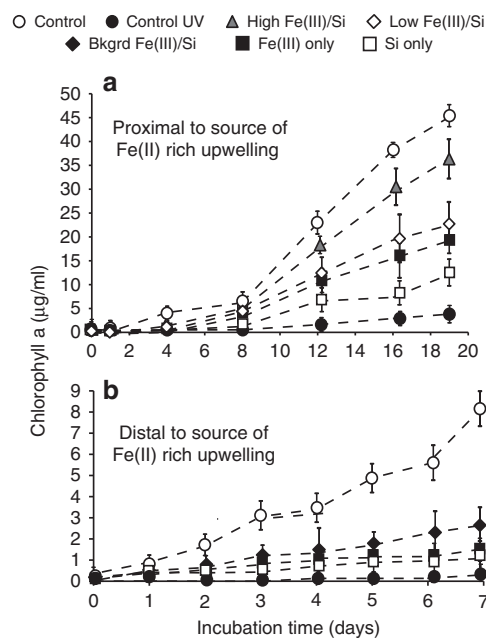 Control Control UV High Fe(III)/Si Low Fe(III)/Si
Bkgrd Fe(III)/Si Fe(III) only Si only
a
Proximal to source of
Fe(II) rich upwelling
50
45
40
35
30
25
20
15
10
5
0
0 2 4 6 8 10 12 14 16 18 20
Chlorophyll a (μg/ml)
b
Distal to source of
Fe(II) rich upwelling
9
8
7
6
5
4
3
2
1
0
0 1 2 3 4 5 6 7
Incubation time (days)